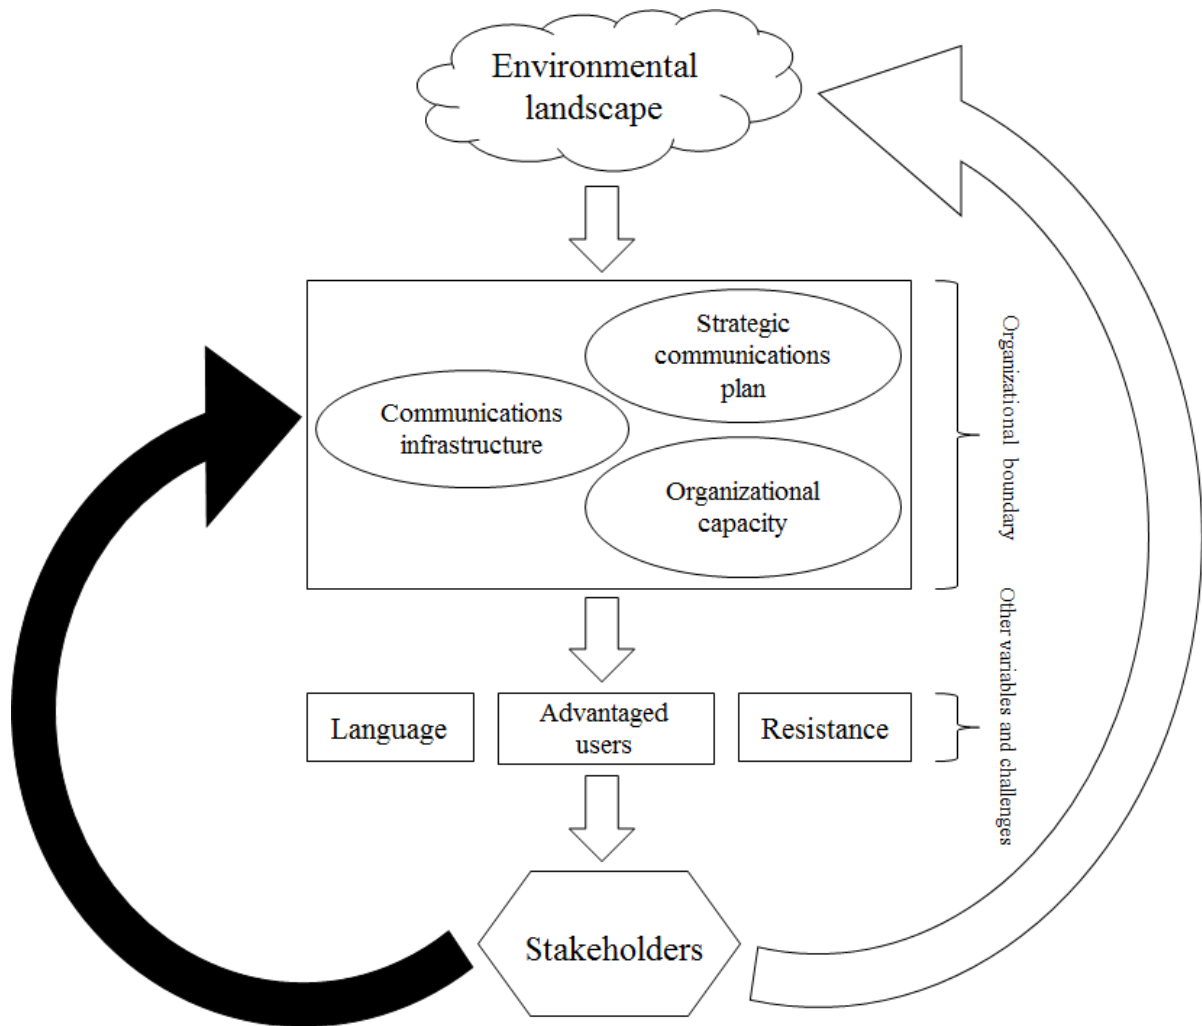 Environmental
landscape
Strategic
communications
plan
Communications
infrastructure
Organizational
capacity
Organizational boundary
Language
Advantaged
users
Resistance
Other variables and challenges
Stakeholders